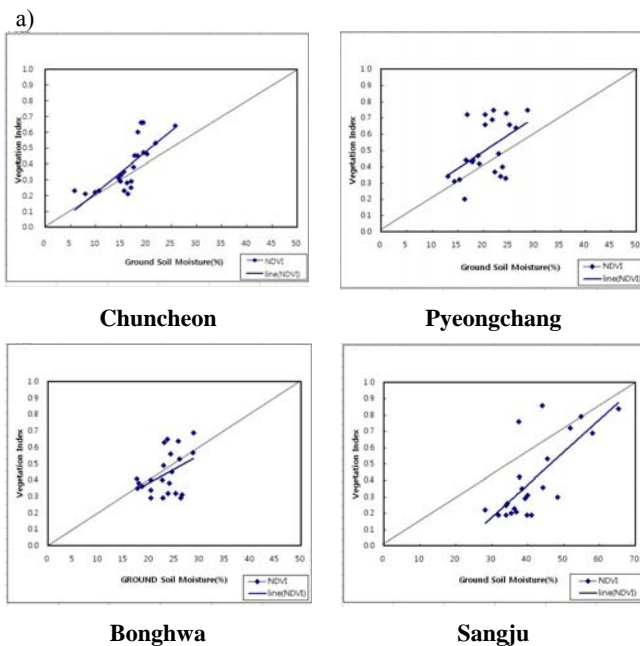 a)
1.0
0.9
0.8
0.7
0.6
0.5
0.4
0.3
0.2
0.1
0.0
Vegetation Index
0 5 10 15 20 25 30 35 40 45 50
Ground Soil Moisture(%)
NDVI
line(NDVI)
Chuncheon
1.0
0.9
0.8
0.7
0.6
0.5
0.4
0.3
0.2
0.1
0.0
Vegetation Index
0 5 10 15 20 25 30 35 40 45 50
Ground Soil Moisture(%)
NDVI
line(NDVI)
Pyeongchang
1.0
0.9
0.8
0.7
0.6
0.5
0.4
0.3
0.2
0.1
0.0
Vegetation Index
0 5 10 15 20 25 30 35 40 45 50
GROUND Soil Moisture(%)
NDVI
line(NDVI)
Bonghwa
1.0
0.9
0.8
0.7
0.6
0.5
0.4
0.3
0.2
0.1
0.0
Vegetation Index
0 10 20 30 40 50 60 70
Ground Soil Moisture(%)
NDVI
line(NDVI)
Sangju